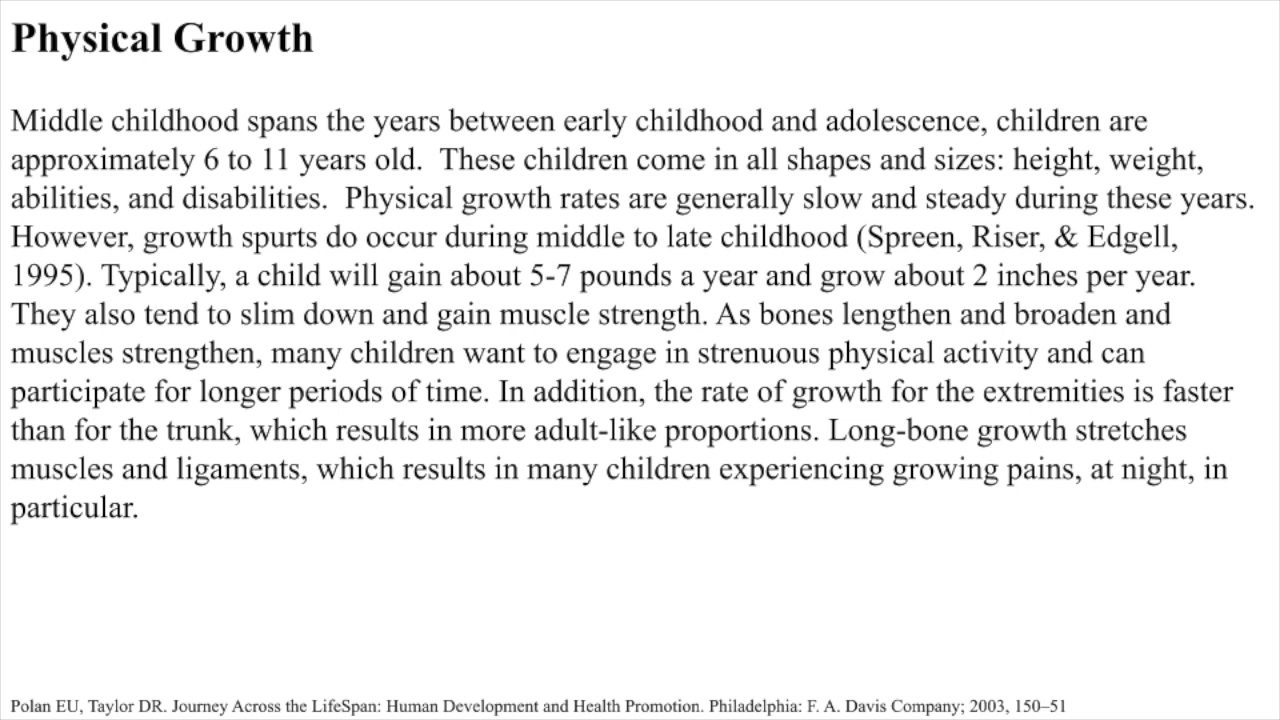 Physical Growth
Middle childhood spans the years between early childhood and adolescence, children are
approximately 6 to 11 years old.  These children come in all shapes and sizes: height, weight,
abilities, and disabilities.  Physical growth rates are generally slow and steady during these years.
However, growth spurts do occur during middle to late childhood (Spreen, Riser, & Edgell,
1995). Typically, a child will gain about 5-7 pounds a year and grow about 2 inches per year.
They also tend to slim down and gain muscle strength. As bones lengthen and broaden and
muscles strengthen, many children want to engage in strenuous physical activity and can
participate for longer periods of time. In addition, the rate of growth for the extremities is faster
than for the trunk, which results in more adult-like proportions. Long-bone growth stretches
muscles and ligaments, which results in many children experiencing growing pains, at night, in
particular.
Polan EU, Taylor DR. Journey Across the LifeSpan: Human Development and Health Promotion. Philadelphia: F. A. Davis Company; 2003, 150–51